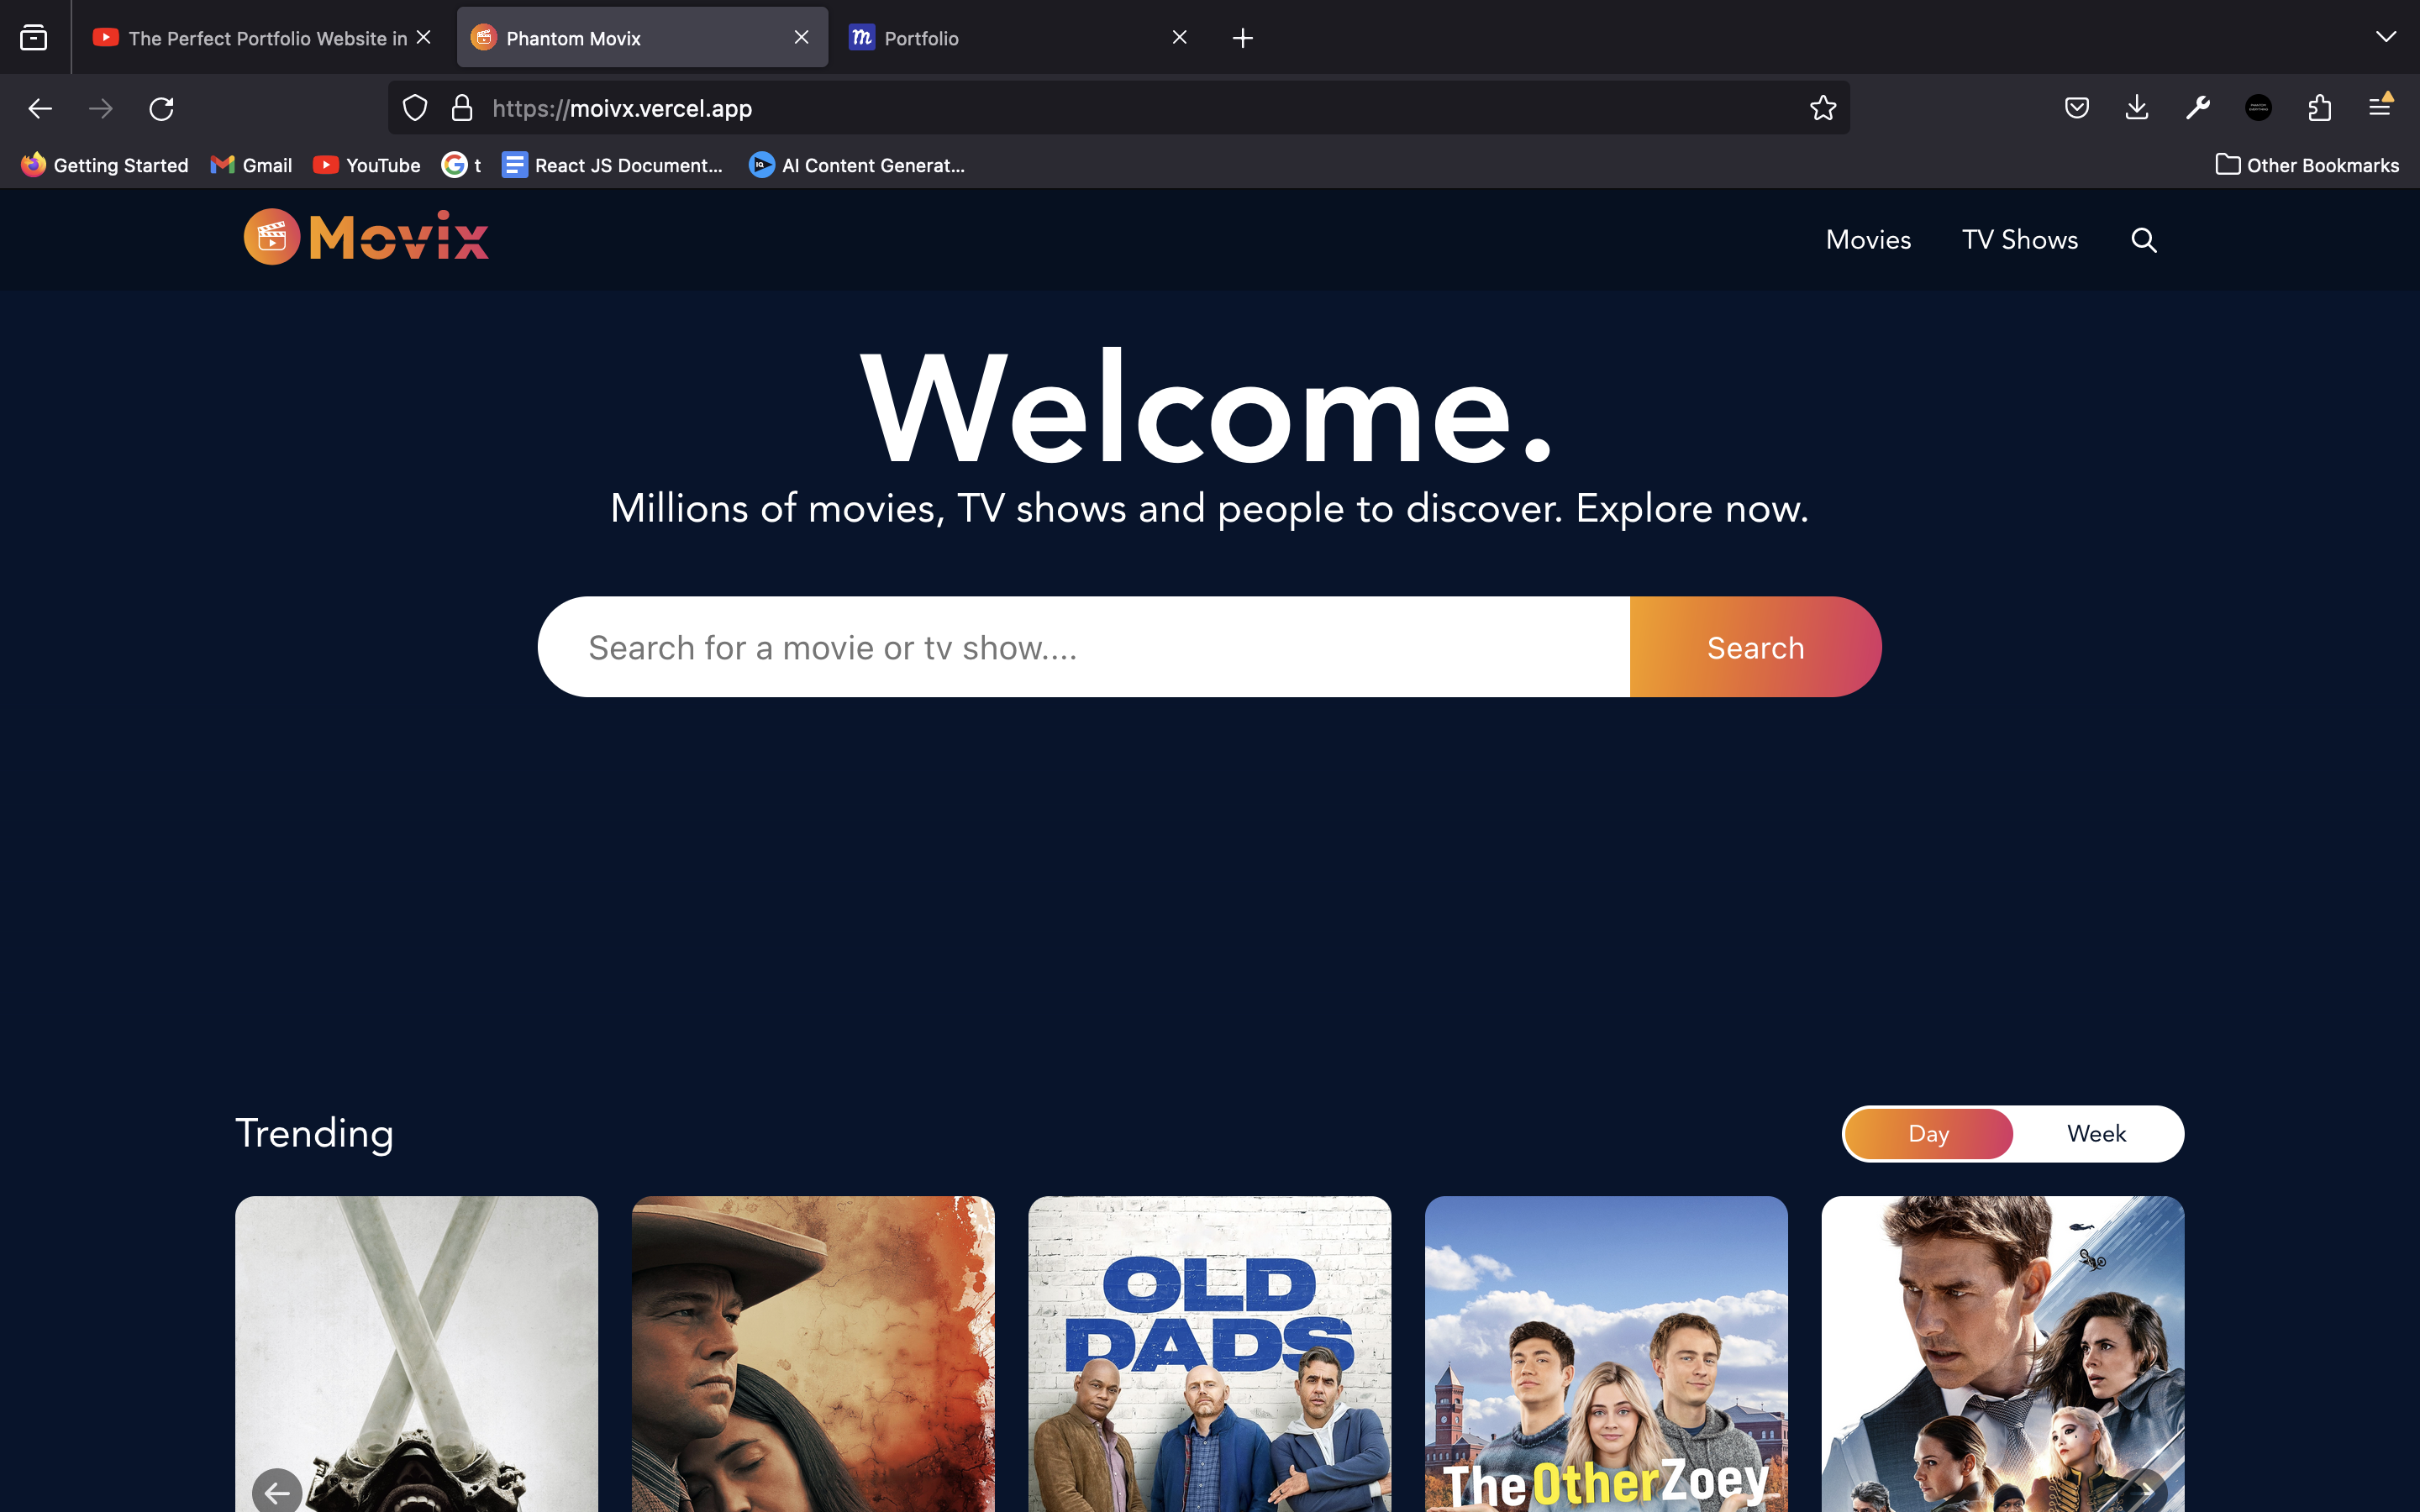 The Perfect Portfolio Website in
Phantom Movix
Portfolio
https://moivx.vercel.app
Getting Started
Gmail
YouTube
t
React JS Document...
AI Content Generat...
Other Bookmarks
Movix
Movies
TV Shows
Welcome.
Millions of movies, TV shows and people to discover. Explore now.
Search for a movie or tv show....
Search
Trending
Day
Week
OLD
DADS
The Other Zoey